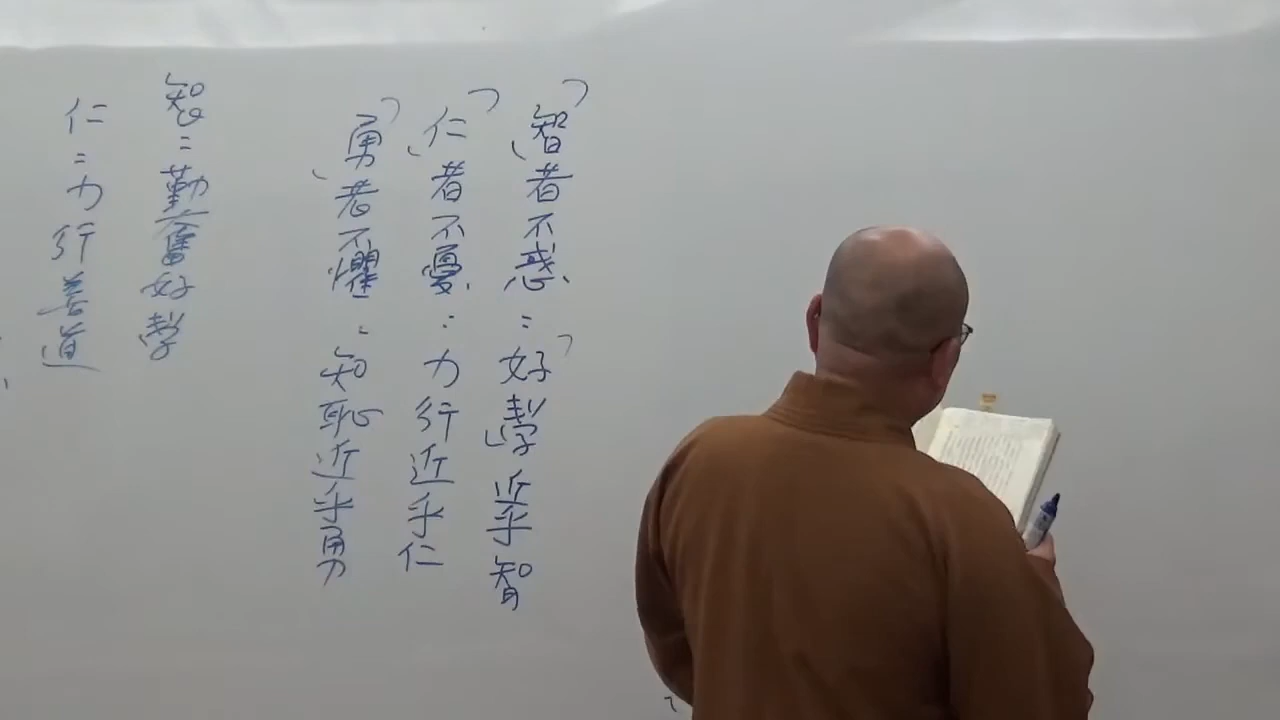 「智」者不惑：「好學」近乎智
「仁」者不憂：力行近乎仁
「勇」者不懼：知恥近乎勇
智：勤奮好學
仁：力行善道